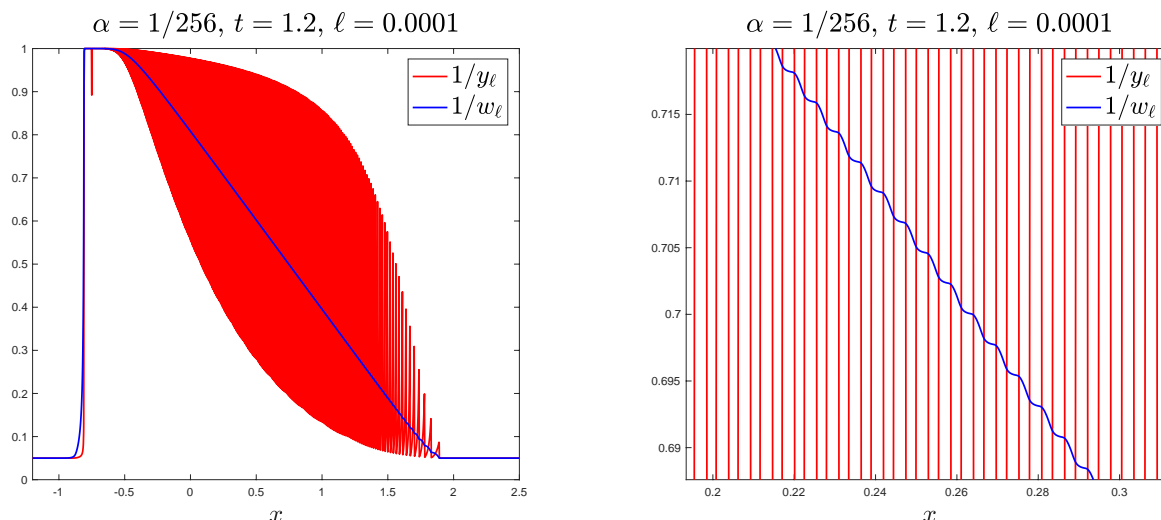 α = 1/256, t = 1.2, ℓ = 0.0001
1
0.9
0.8
0.7
0.6
0.5
0.4
0.3
0.2
0.1
0
-1 -0.5 0 0.5 1 1.5 2 2.5
x
1/y_ℓ
1/w_ℓ
α = 1/256, t = 1.2, ℓ = 0.0001
0.715
0.71
0.705
0.7
0.695
0.69
0.2 0.22 0.24 0.26 0.28 0.3
x
1/y_ℓ
1/w_ℓ